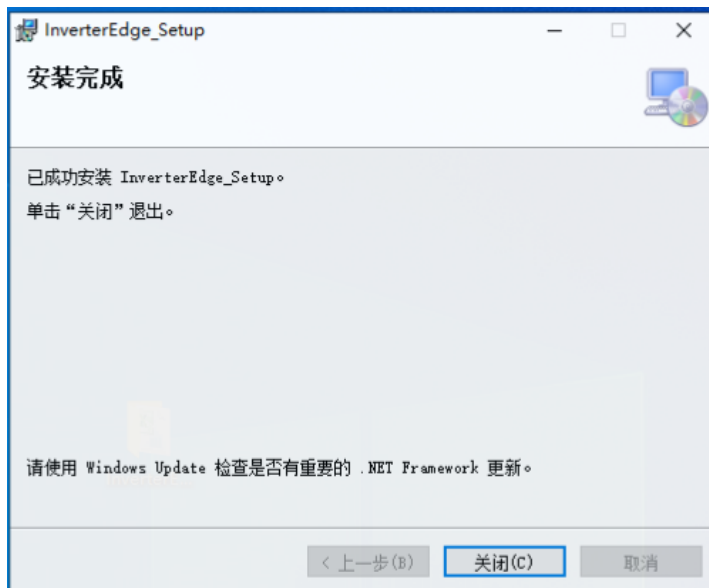 InverterEdge_Setup
安装完成
已成功安装 InverterEdge_Setup。
单击“关闭”退出。
请使用 Windows Update 检查是否有重要的 .NET Framework 更新。
< 上一步(B)
关闭(C)
取消